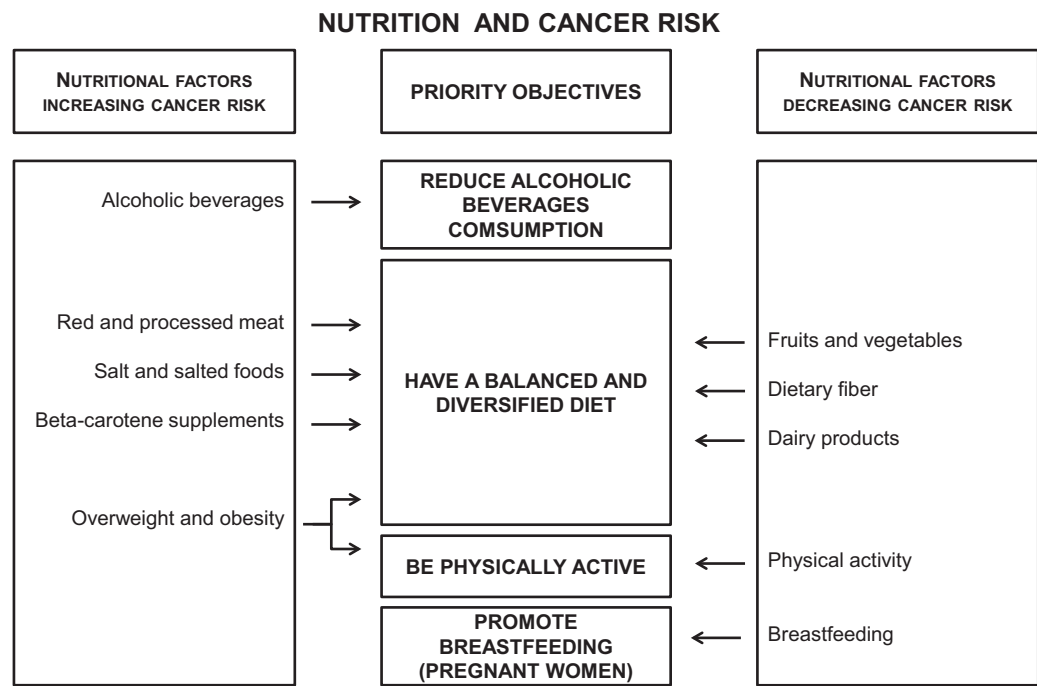 NUTRITION AND CANCER RISK
NUTRITIONAL FACTORS
INCREASING CANCER RISK
PRIORITY OBJECTIVES
NUTRITIONAL FACTORS
DECREASING CANCER RISK
Alcoholic beverages
Red and processed meat
Salt and salted foods
Beta-carotene supplements
Overweight and obesity
REDUCE ALCOHOLIC
BEVERAGES
COMSUMPTION
HAVE A BALANCED AND
DIVERSIFIED DIET
BE PHYSICALLY ACTIVE
PROMOTE
BREASTFEEDING
(PREGNANT WOMEN)
Fruits and vegetables
Dietary fiber
Dairy products
Physical activity
Breastfeeding